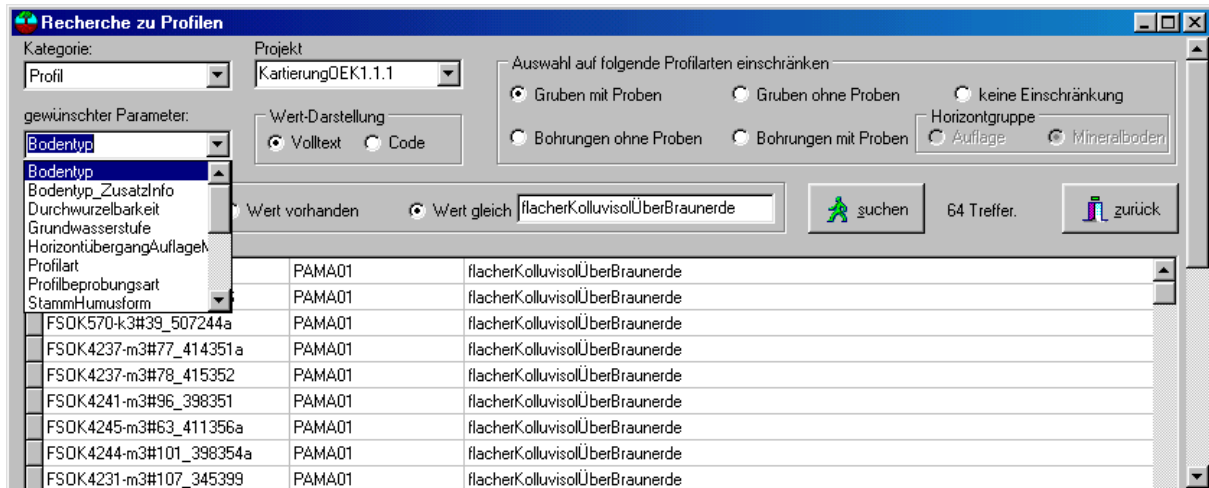 Recherche zu Profilen
Kategorie:
Projekt
Profil
KartierungOEK1.1.1
Auswahl auf folgende Profilarten einschränken
Gruben mit Proben
Gruben ohne Proben
keine Einschränkung
gewünschter Parameter:
Wert-Darstellung
Horizontgruppe
Bodentyp
Volltext
Code
Bohrungen ohne Proben
Bohrungen mit Proben
Auflage
Mineralboden
Bodentyp
Bodentyp_ZusatzInfo
Durchwurzelbarkeit
Grundwasserstufe
HorizontübergangAuflageM
Profilart
Profilbeprobungsart
StammHumusform
Wert vorhanden
Wert gleich
flacherKolluvisolÜberBraunerde
suchen
64 Treffer.
zurück
PAMA01 flacherKolluvisolÜberBraunerde
PAMA01 flacherKolluvisolÜberBraunerde
FSOK570-k3#39_507244a PAMA01 flacherKolluvisolÜberBraunerde
FSOK4237-m3#77_414351a PAMA01 flacherKolluvisolÜberBraunerde
FSOK4237-m3#78_415352 PAMA01 flacherKolluvisolÜberBraunerde
FSOK4241-m3#96_398351 PAMA01 flacherKolluvisolÜberBraunerde
FSOK4245-m3#63_411356a PAMA01 flacherKolluvisolÜberBraunerde
FSOK4244-m3#101_398354a PAMA01 flacherKolluvisolÜberBraunerde
FSOK4231-m3#107_345399 PAMA01 flacherKolluvisolÜberBraunerde